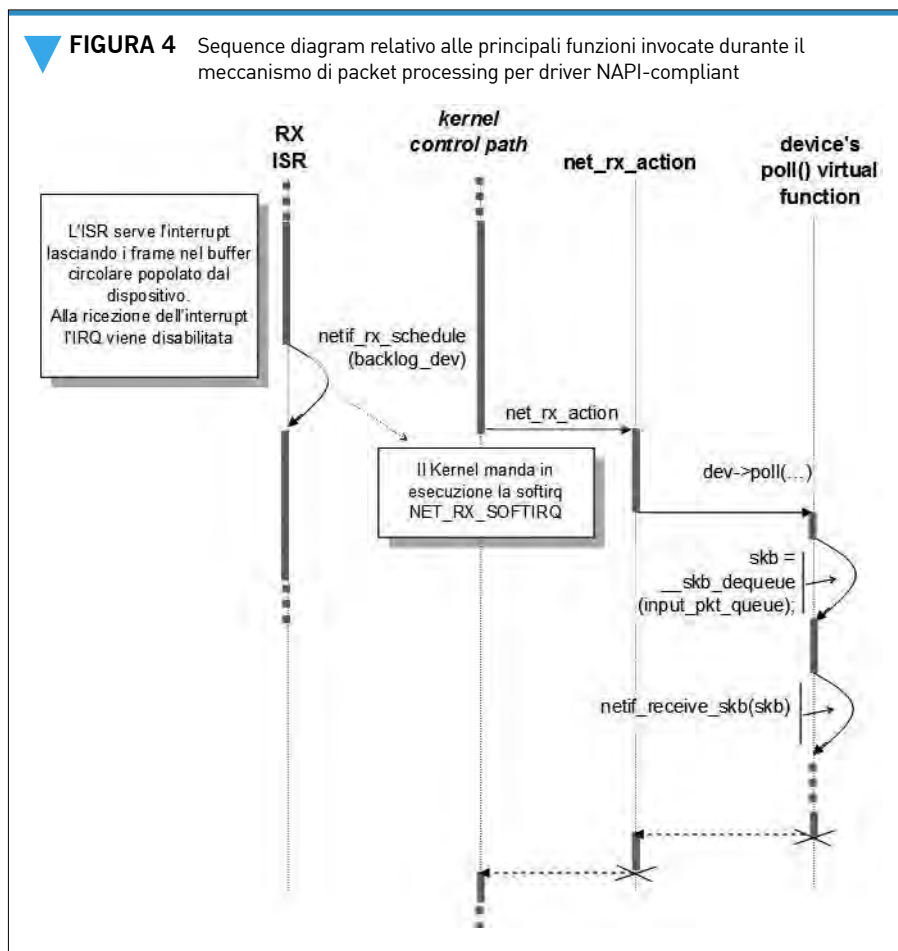 FIGURA 4 Sequence diagram relativo alle principali funzioni invocate durante il
meccanismo di packet processing per driver NAPI-compliant
RX
ISR
kernel
control path
net_rx_action
device's
poll() virtual
function
L'ISR serve l'interrupt
lasciando i frame nel buffer
circolare popolato dal
dispositivo.
Alla ricezione dell'interrupt
l'IRQ viene disabilitata
netif_rx_schedule
(backlog_dev)
net_rx_action
Il Kernel manda in
esecuzione la softirq
NET_RX_SOFTIRQ
dev->poll(...)
skb =
__skb_dequeue
(input_pkt_queue);
netif_receive_skb(skb)